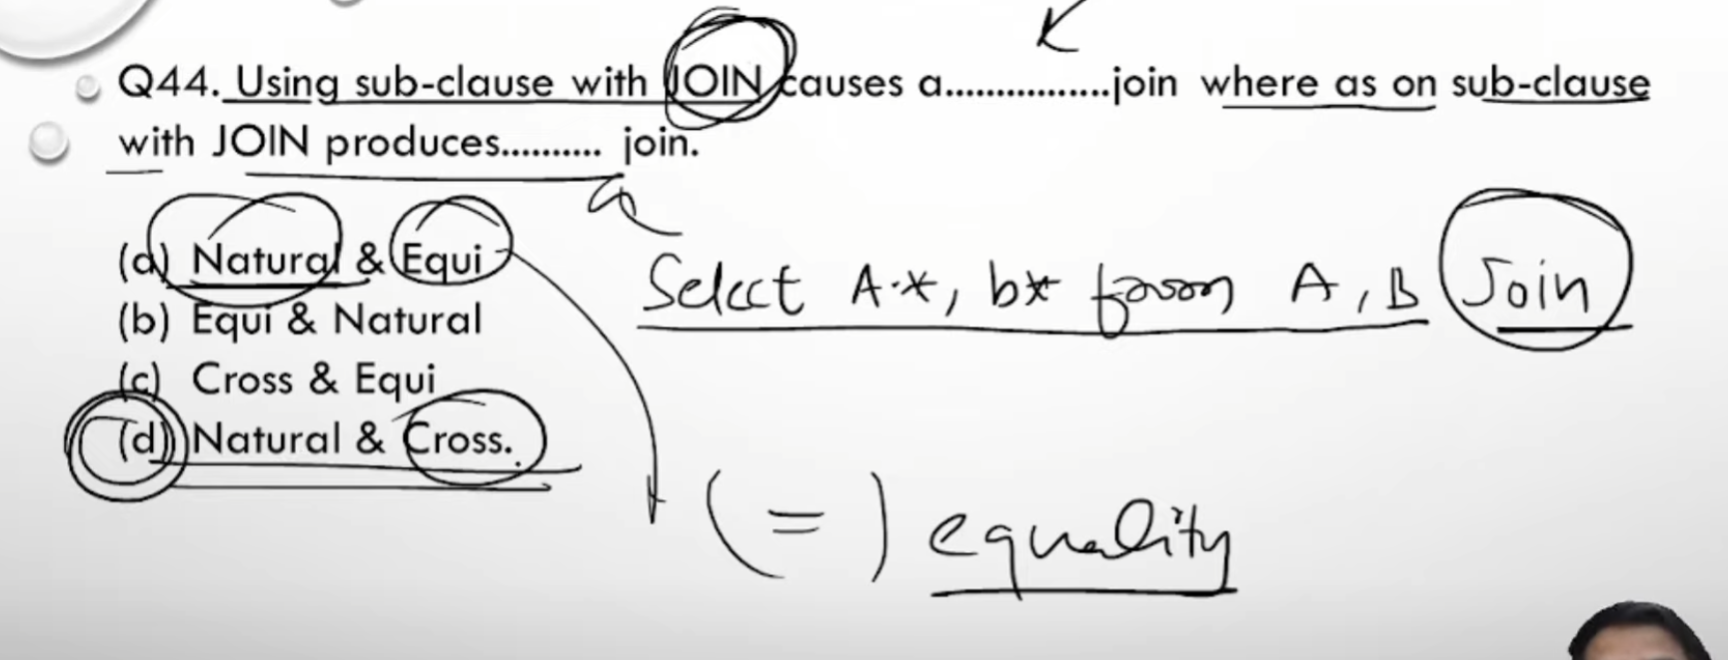 Q44. Using sub-clause with JOIN causes a................join where as on sub-clause
with JOIN produces.......... join.
(a) Natural & Equi
(b) Equi & Natural
(c) Cross & Equi
(d) Natural & Cross.
Select A.*, b* from A, B Join
(=) equality